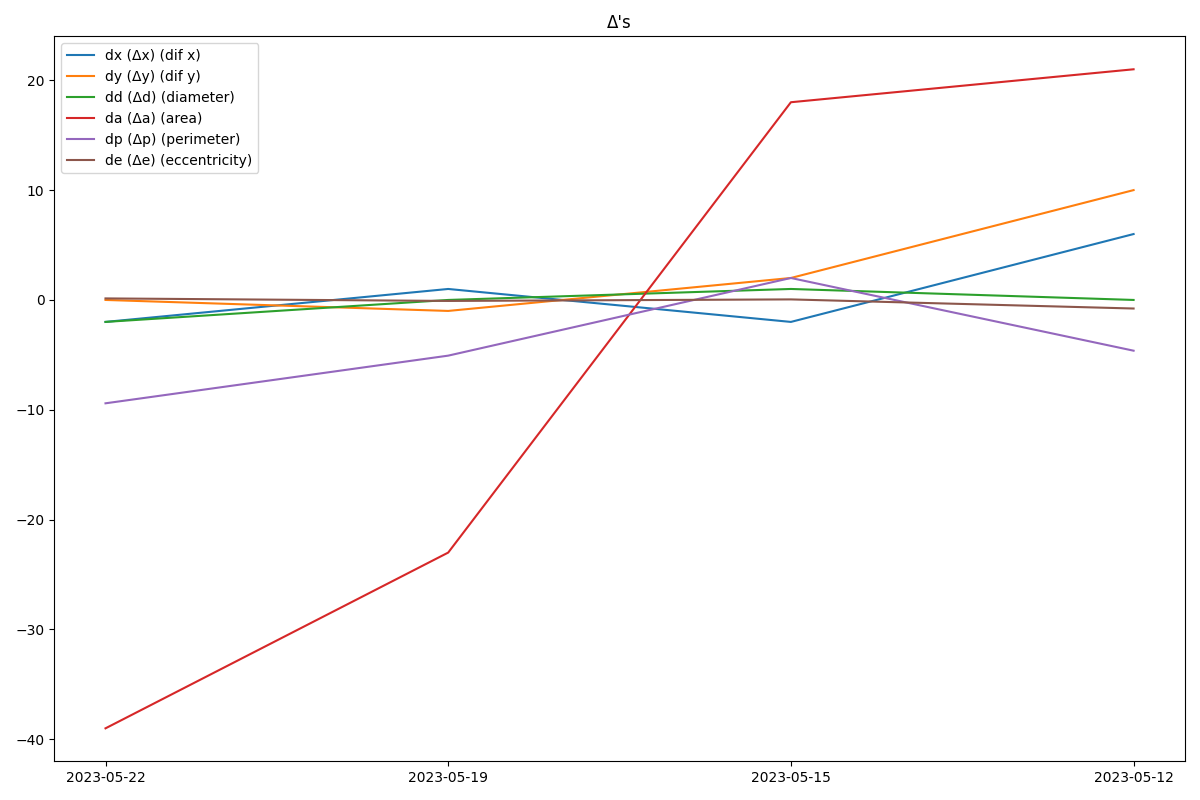 Δ's
dx (Δx) (dif x)
dy (Δy) (dif y)
dd (Δd) (diameter)
da (Δa) (area)
dp (Δp) (perimeter)
de (Δe) (eccentricity)
20
10
0
−10
−20
−30
−40
2023-05-22 2023-05-19 2023-05-15 2023-05-12